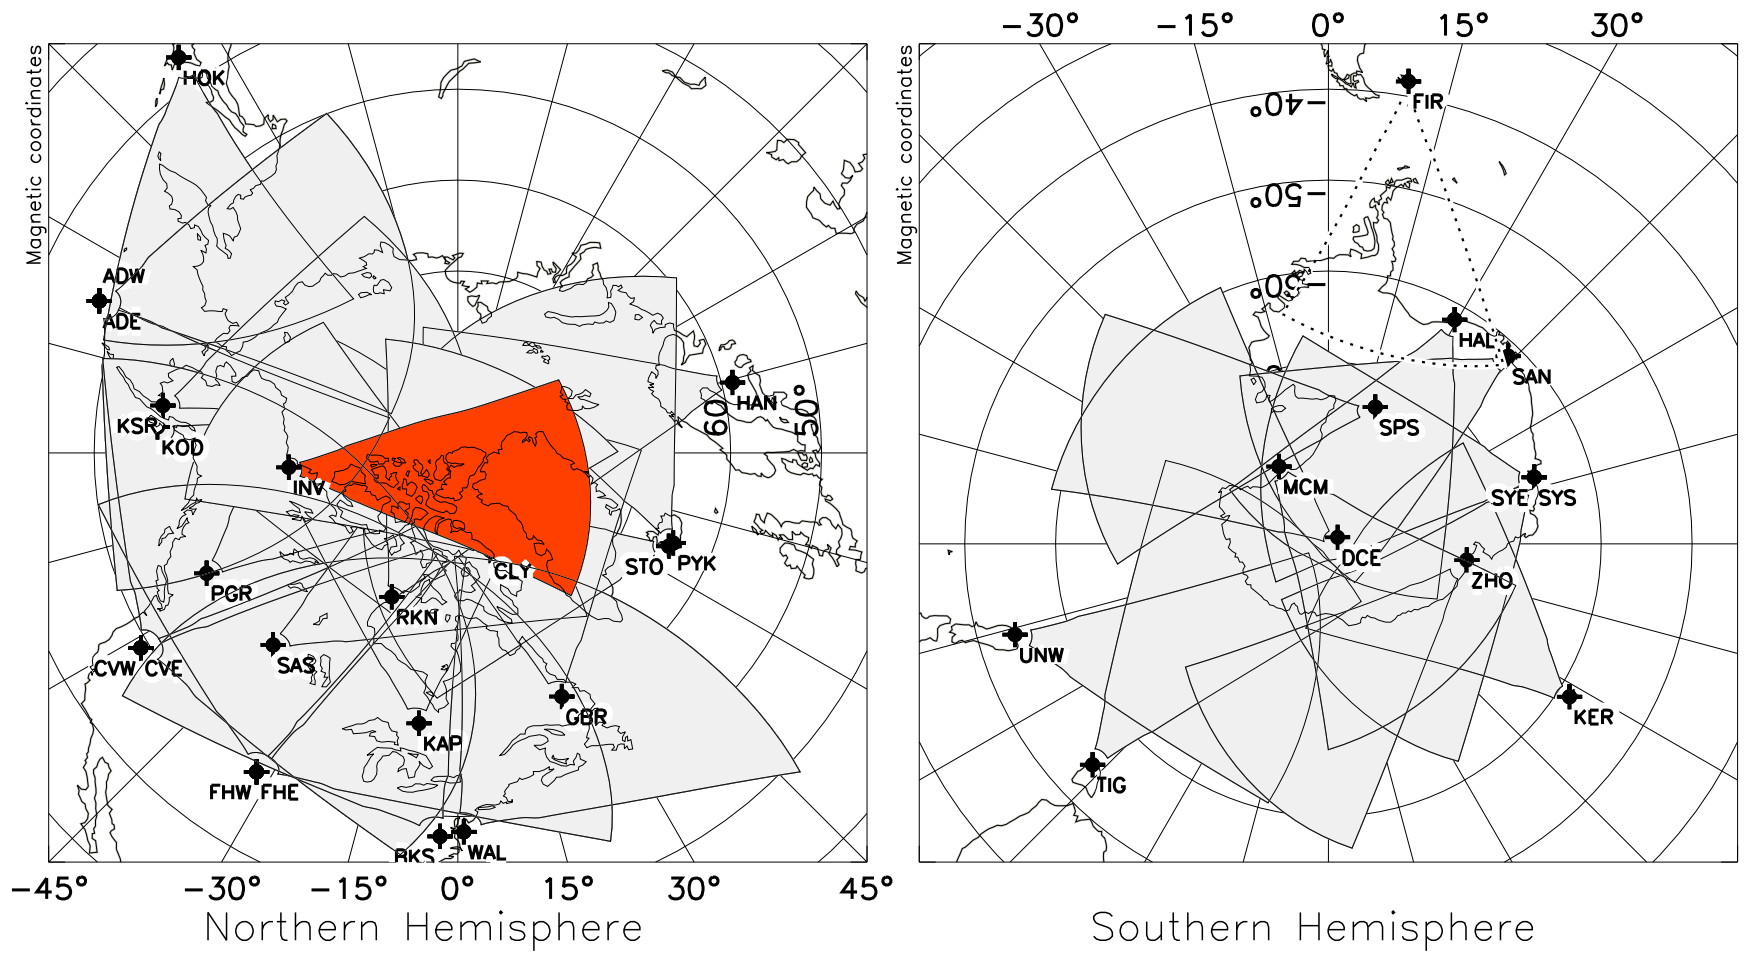 −30° −15° 0° 15° 30°
Magnetic coordinates
Magnetic coordinates
HOK
FIR
−40°
−50°
ADW
ADE
HAL
SAN
HAN
60
50°
SPS
KSR
KOD
INV
MCM
SYE SYS
DCE
ZHO
CLY
STO
PYK
PGR
RKN
UNW
CVW CVE
SAS
GBR
KER
KAP
TIG
FHW FHE
BKS
WAL
−45° −30° −15° 0° 15° 30° 45°
Northern Hemisphere
Southern Hemisphere